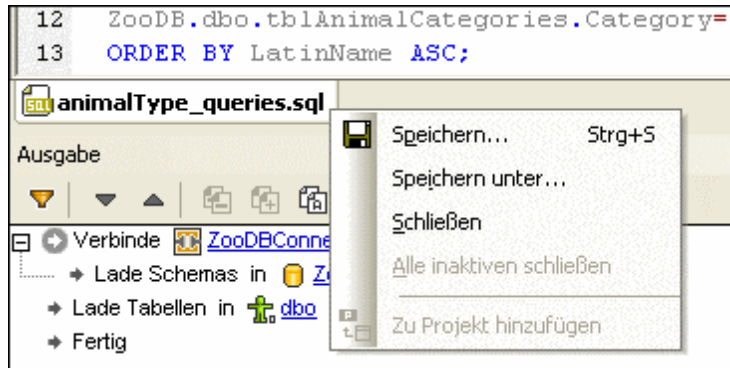 12 ZooDB.dbo.tblAnimalCategories.Category=
13 ORDER BY LatinName ASC;
animalType_queries.sql
Speichern... Strg+S
Speichern unter...
Schließen
Alle inaktiven schließen
Zu Projekt hinzufügen
Ausgabe
Verbinde ZooDBConne
Lade Schemas in
Lade Tabellen in dbo
Fertig